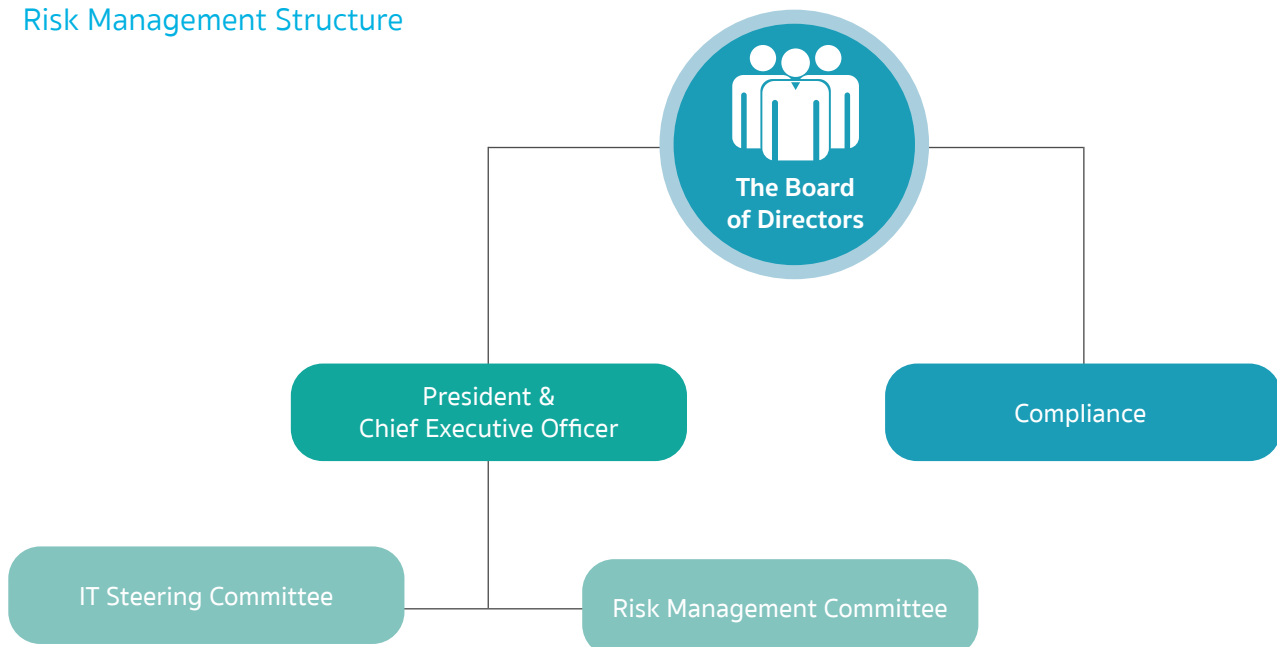 Risk Management Structure
The Board
of Directors
President &
Chief Executive Officer
Compliance
IT Steering Committee
Risk Management Committee